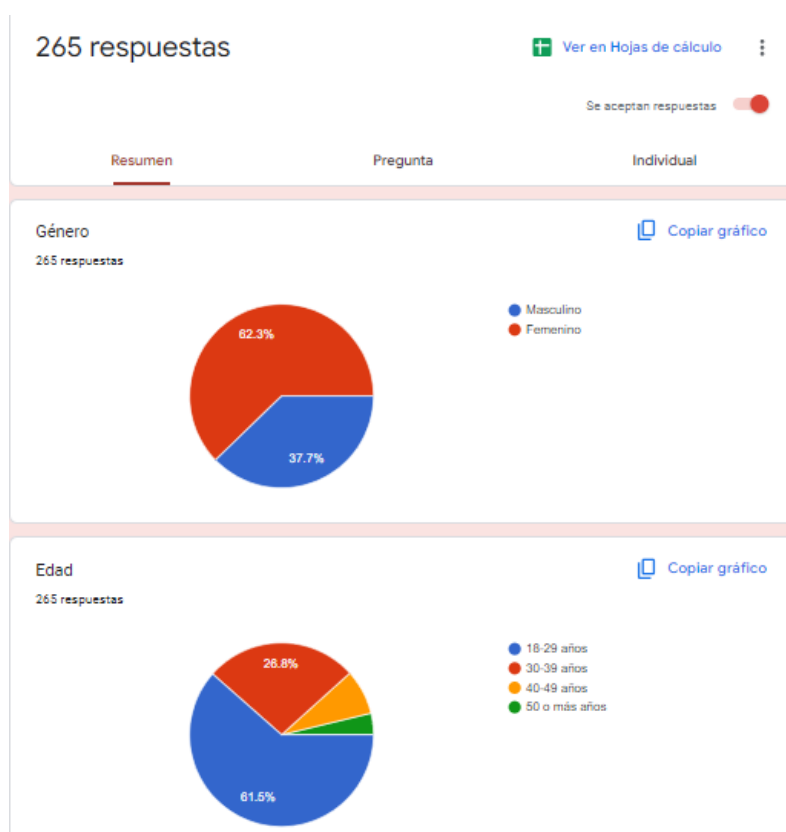 265 respuestas
Ver en Hojas de cálculo
Se aceptan respuestas
Resumen
Pregunta
Individual
Género
Copiar gráfico
265 respuestas
62.3%
37.7%
Masculino
Femenino
Edad
Copiar gráfico
265 respuestas
26.8%
61.5%
18-29 años
30-39 años
40-49 años
50 o más años